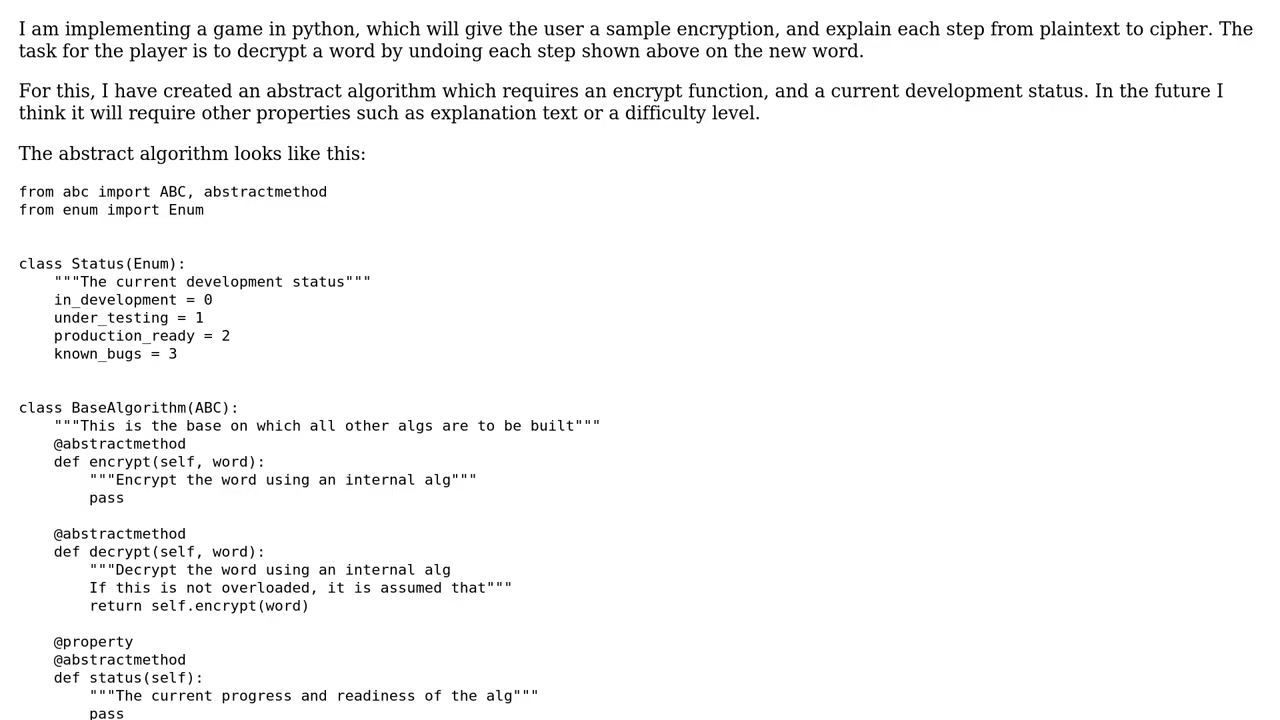 I am implementing a game in python, which will give the user a sample encryption, and explain each step from plaintext to cipher. The
task for the player is to decrypt a word by undoing each step shown above on the new word.
For this, I have created an abstract algorithm which requires an encrypt function, and a current development status. In the future I
think it will require other properties such as explanation text or a difficulty level.
The abstract algorithm looks like this:
from abc import ABC, abstractmethod
from enum import Enum
class Status(Enum):
    """The current development status"""
    in_development = 0
    under_testing = 1
    production_ready = 2
    known_bugs = 3
class BaseAlgorithm(ABC):
    """This is the base on which all other algs are to be built"""
    @abstractmethod
    def encrypt(self, word):
        """Encrypt the word using an internal alg"""
        pass
    @abstractmethod
    def decrypt(self, word):
        """Decrypt the word using an internal alg
        If this is not overloaded, it is assumed that"""
        return self.encrypt(word)
    @property
    @abstractmethod
    def status(self):
        """The current progress and readiness of the alg"""
        pass